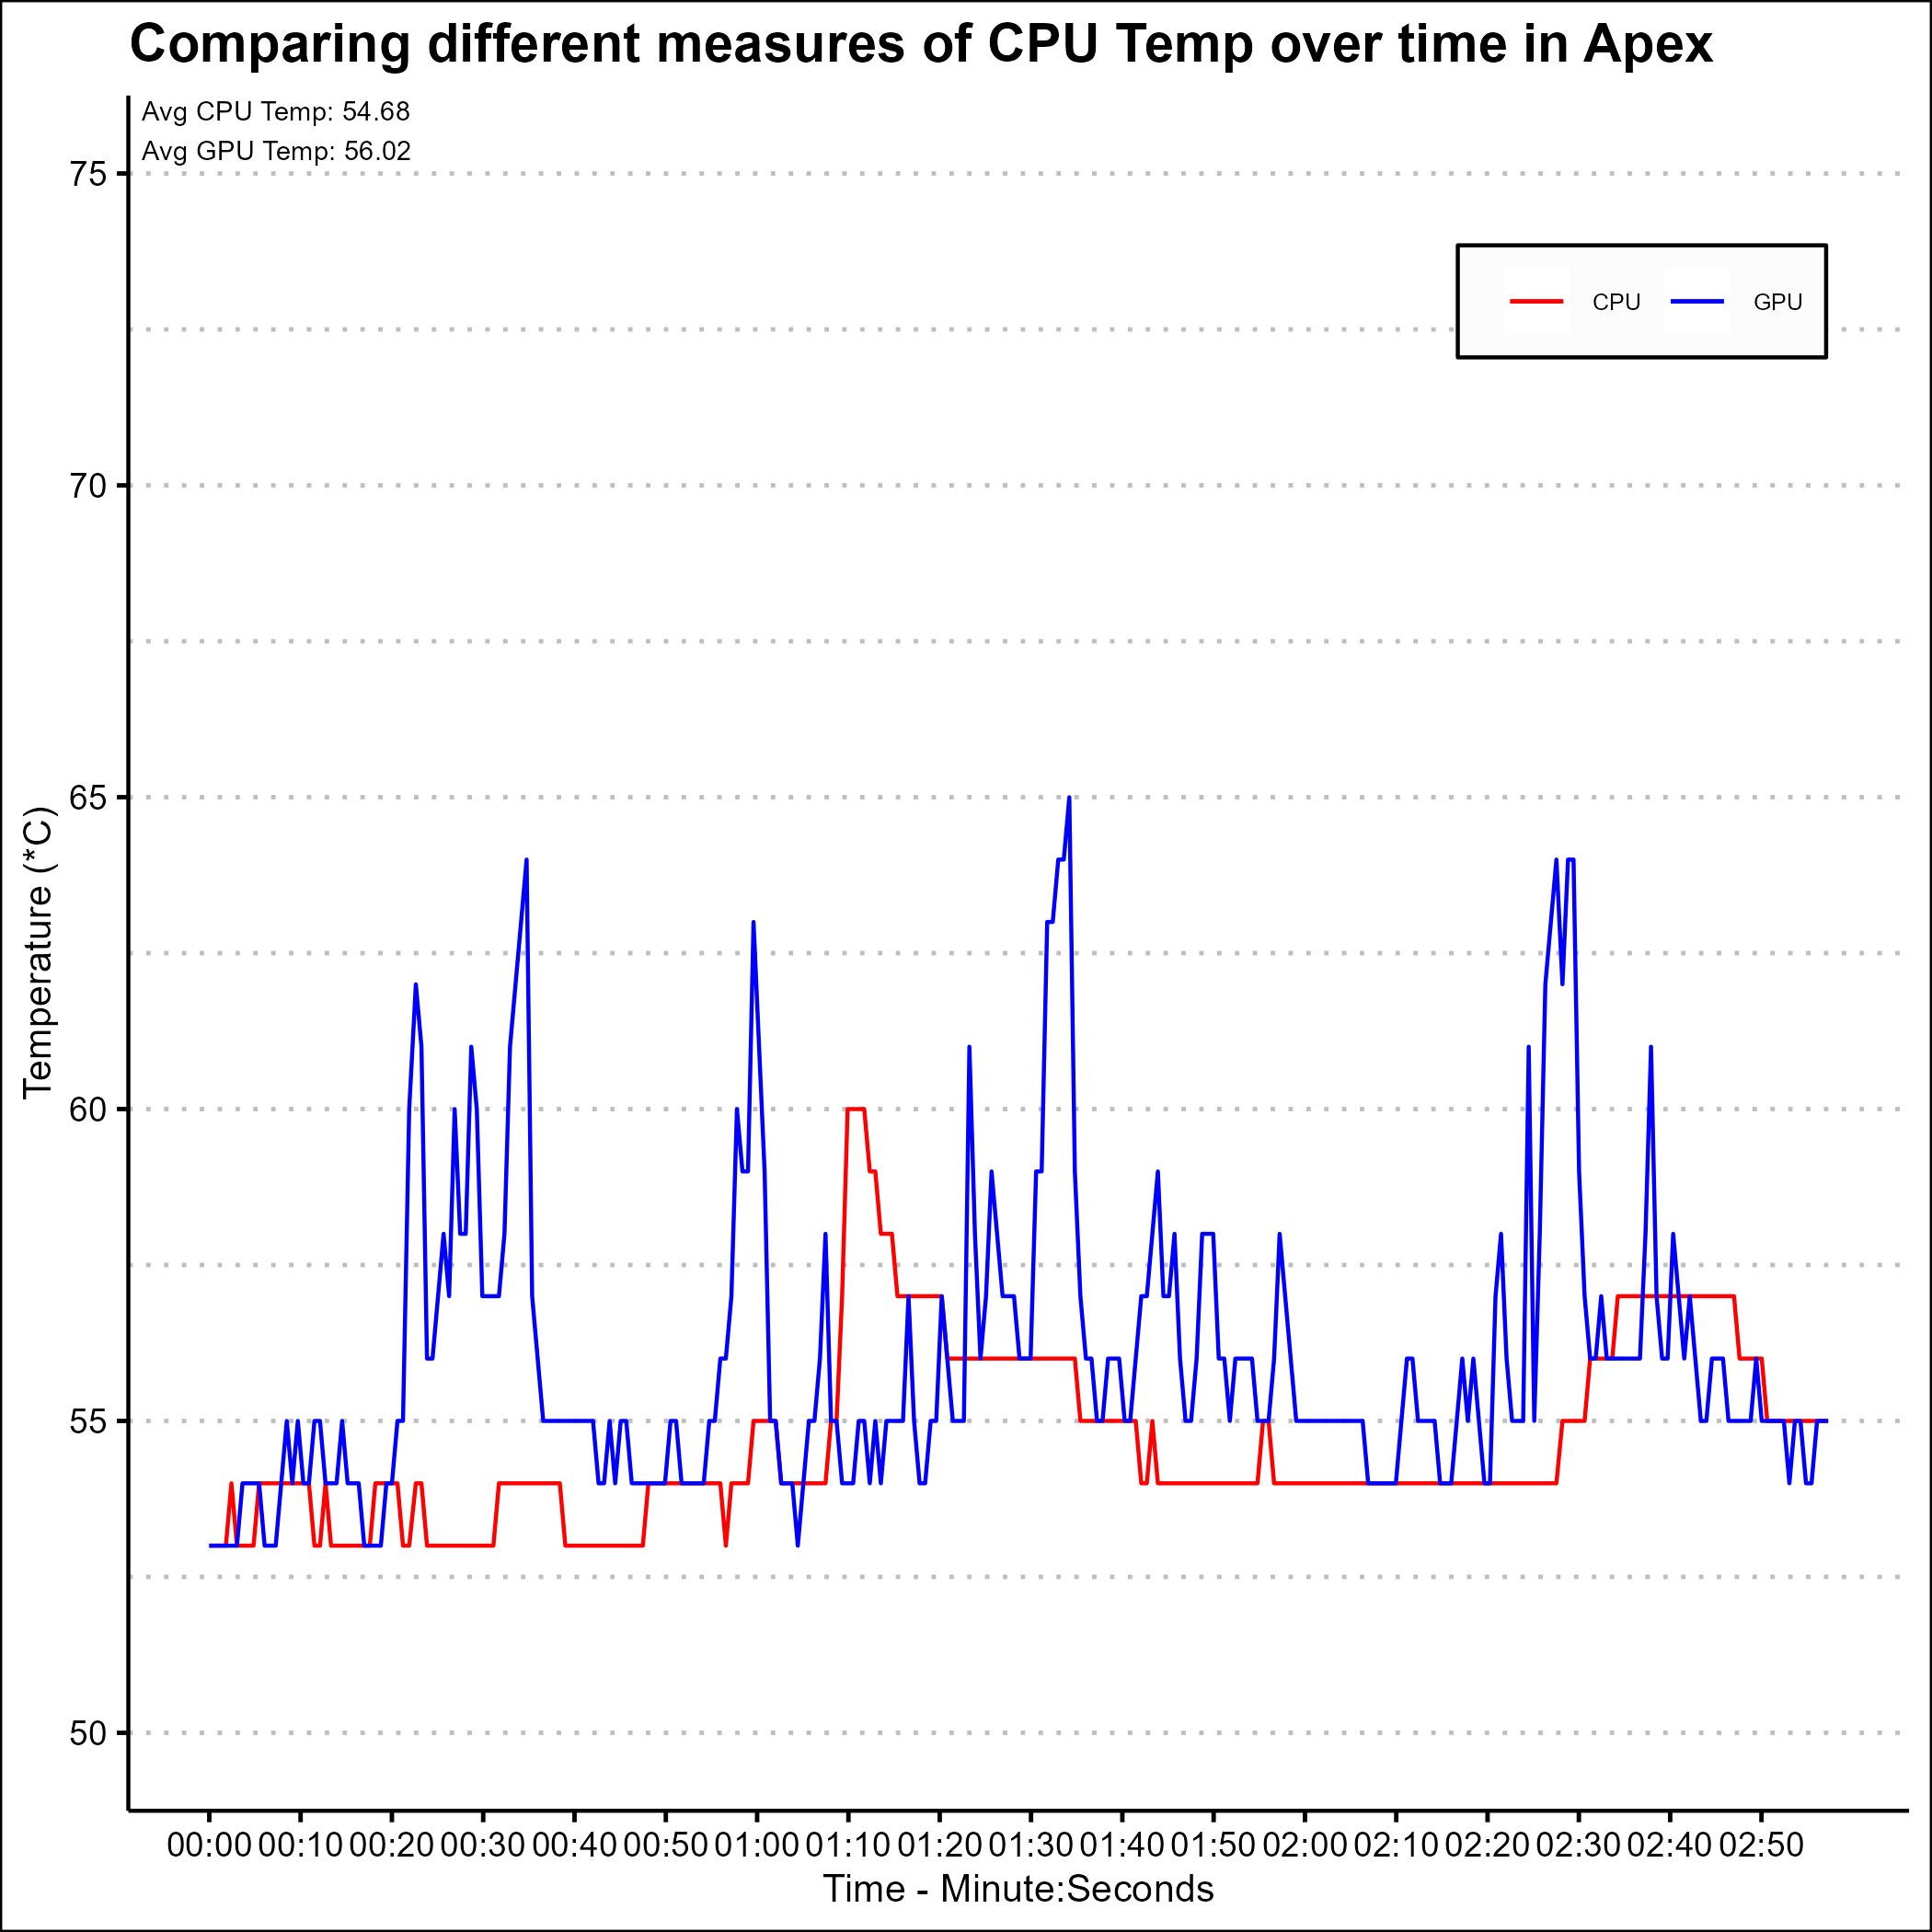 Comparing different measures of CPU Temp over time in Apex
Avg CPU Temp: 54.68
Avg GPU Temp: 56.02
75
CPU GPU
70
65
Temperature (*C)
60
55
50
00:00 00:10 00:20 00:30 00:40 00:50 01:00 01:10 01:20 01:30 01:40 01:50 02:00 02:10 02:20 02:30 02:40 02:50
Time - Minute:Seconds